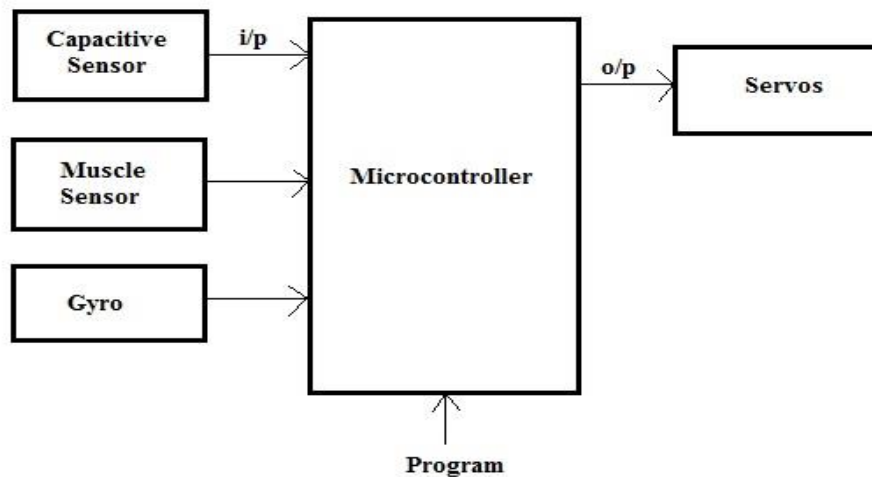 Capacitive
Sensor
i/p
Muscle
Sensor
Gyro
Microcontroller
o/p
Servos
Program